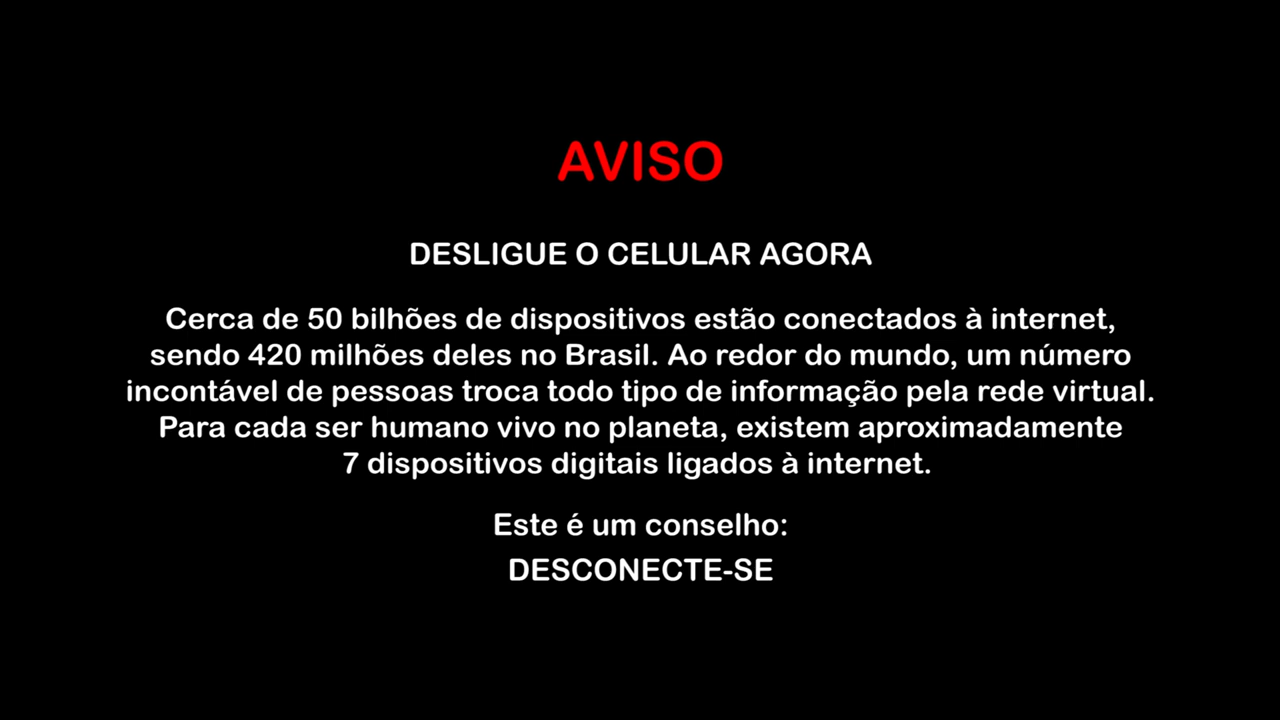 AVISO
DESLIGUE O CELULAR AGORA
Cerca de 50 bilhões de dispositivos estão conectados à internet,
sendo 420 milhões deles no Brasil. Ao redor do mundo, um número
incontável de pessoas troca todo tipo de informação pela rede virtual.
Para cada ser humano vivo no planeta, existem aproximadamente
7 dispositivos digitais ligados à internet.
Este é um conselho:
DESCONECTE-SE